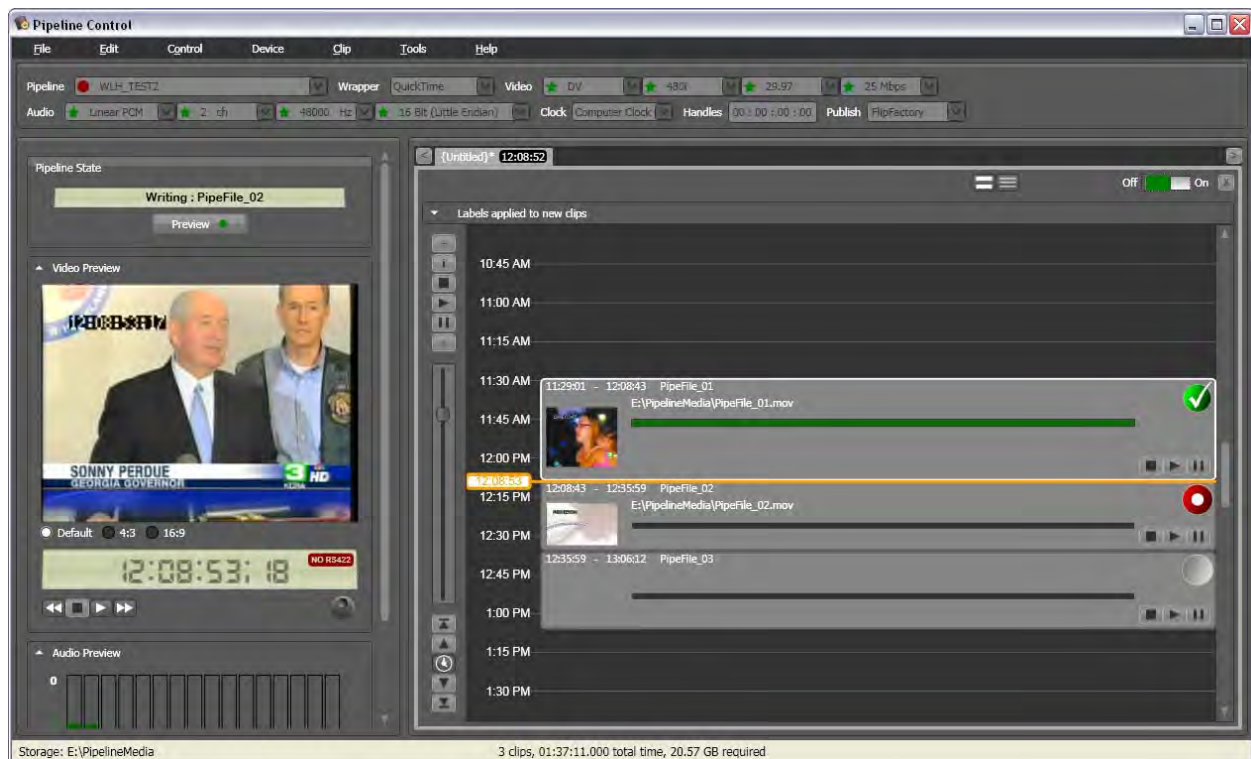 Pipeline Control
File Edit Control Device Clip Tools Help
Pipeline WLH_TEST2 Wrapper QuickTime Video DV 480i 29.97 25 Mbps
Audio Linear PCM 2 ch 48000 Hz 16 Bit (Little Endian) Clock Computer Clock Handles 00:00:00:00 Publish FlipFactory
Pipeline State
Writing : PipeFile_02
Preview
Video Preview
SONNY PERDUE
GEORGIA GOVERNOR
3 HD
KCRA
Default 4:3 16:9
12:08:53; 18
NO RS422
Audio Preview
0
{Untitled}* 12:08:52
Off On
Labels applied to new clips
10:45 AM
11:00 AM
11:15 AM
11:30 AM
11:29:01 - 12:08:43 PipeFile_01
E:\PipelineMedia\PipeFile_01.mov
11:45 AM
12:00 PM
12:08:53
12:08:43 - 12:35:59 PipeFile_02
12:15 PM
E:\PipelineMedia\PipeFile_02.mov
12:30 PM
12:35:59 - 13:06:12 PipeFile_03
12:45 PM
1:00 PM
1:15 PM
1:30 PM
Storage: E:\PipelineMedia
3 clips, 01:37:11.000 total time, 20.57 GB required